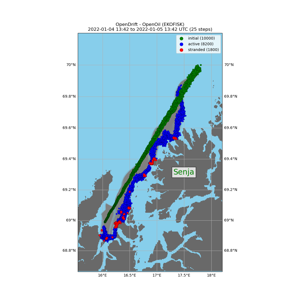 OpenDrift - OpenOil (EKOFISK)
2022-01-04 13:42 to 2022-01-05 13:42 UTC (25 steps)
initial (10000)
active (8200)
stranded (1800)
70°N
70°N
69.8°N
69.8°N
69.6°N
69.6°N
69.4°N
69.4°N
Senja
69.2°N
69.2°N
69°N
69°N
68.8°N
68.8°N
16°E
16.5°E
17°E
17.5°E
18°E